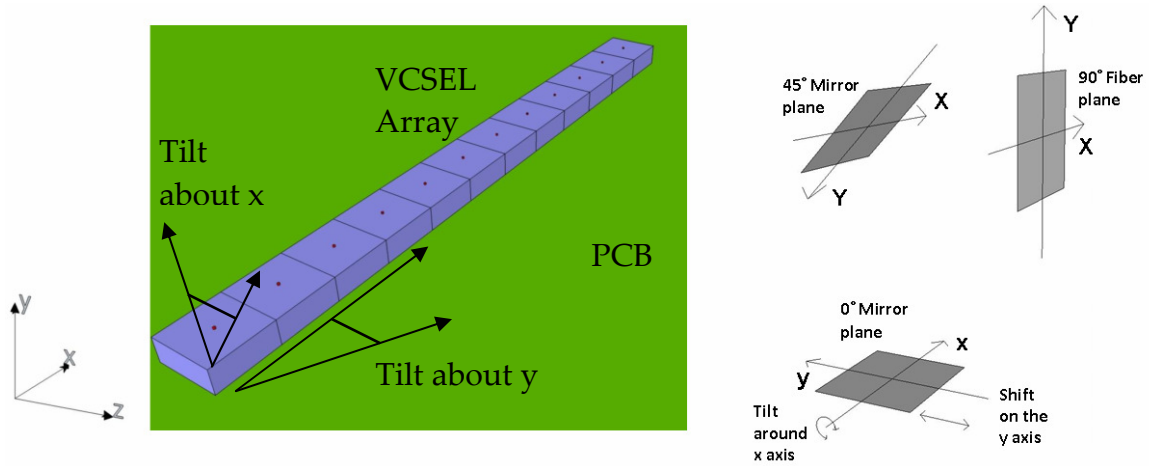 VCSEL
Array
Tilt
about x
PCB
Tilt about y
y
x
z
45° Mirror
plane
X
Y
Y
90° Fiber
plane
X
0° Mirror
plane
x
y
Shift
on the
y axis
Tilt
around
x axis